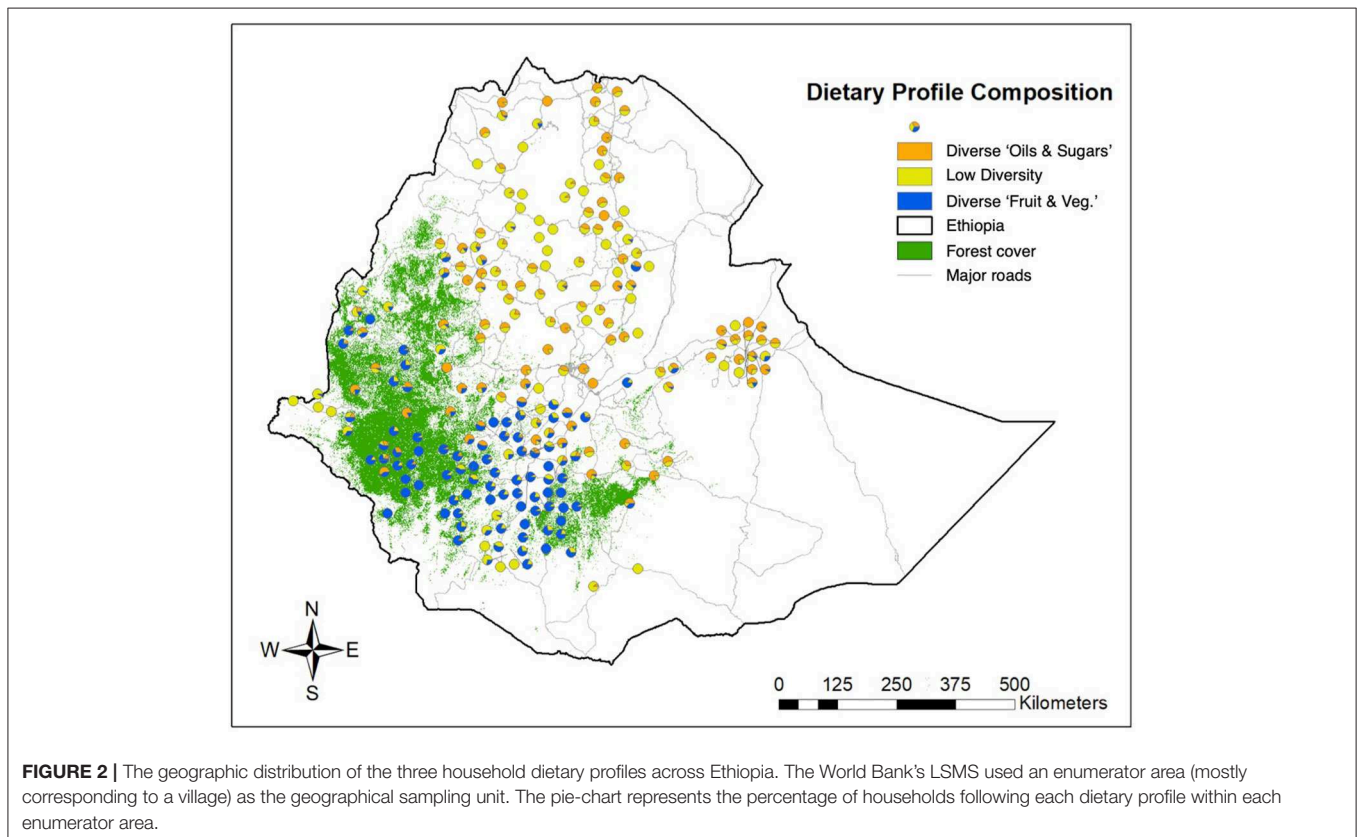 Dietary Profile Composition
Diverse 'Oils & Sugars'
Low Diversity
Diverse 'Fruit & Veg.'
Ethiopia
Forest cover
Major roads
N
W E
S
0 125 250 375 500
Kilometers
FIGURE 2 | The geographic distribution of the three household dietary profiles across Ethiopia. The World Bank's LSMS used an enumerator area (mostly
corresponding to a village) as the geographical sampling unit. The pie-chart represents the percentage of households following each dietary profile within each
enumerator area.